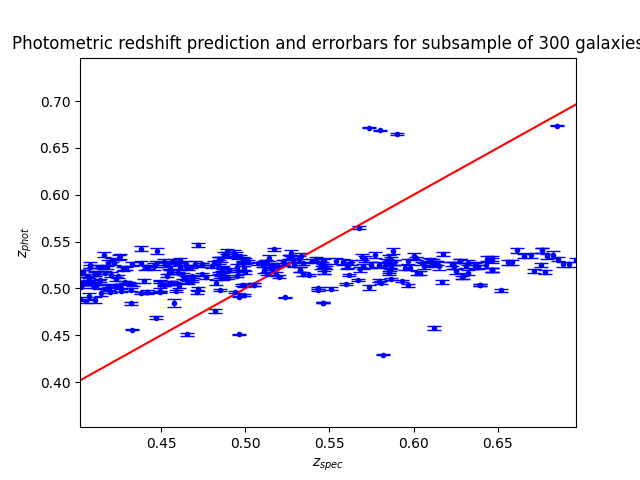 Photometric redshift prediction and errorbars for subsample of 300 galaxies
0.70
0.65
0.60
0.55
0.50
0.45
0.40
z_phot
0.45 0.50 0.55 0.60 0.65
z_spec